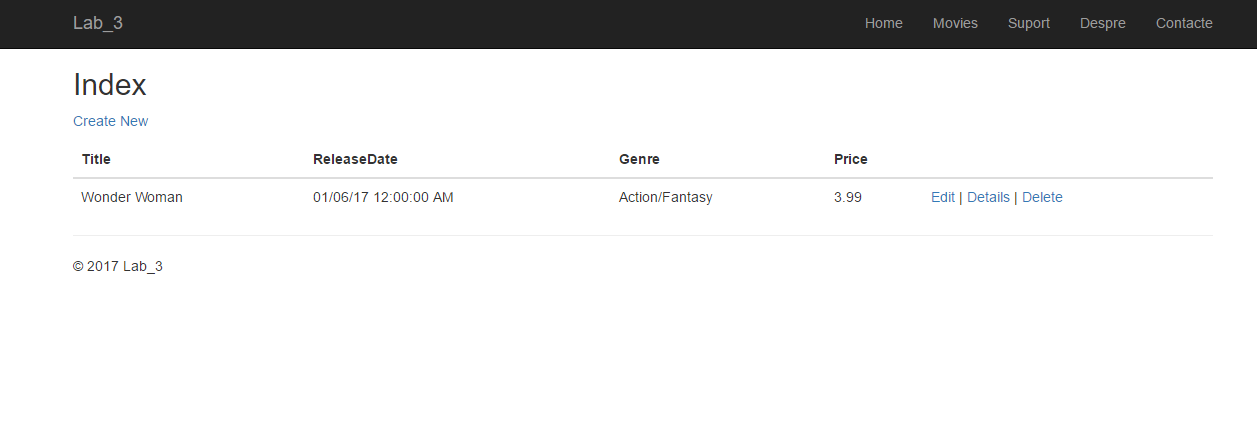 Lab_3 Home Movies Suport Despre Contacte
Index
Create New
Title ReleaseDate Genre Price
Wonder Woman 01/06/17 12:00:00 AM Action/Fantasy 3.99 Edit | Details | Delete
© 2017 Lab_3